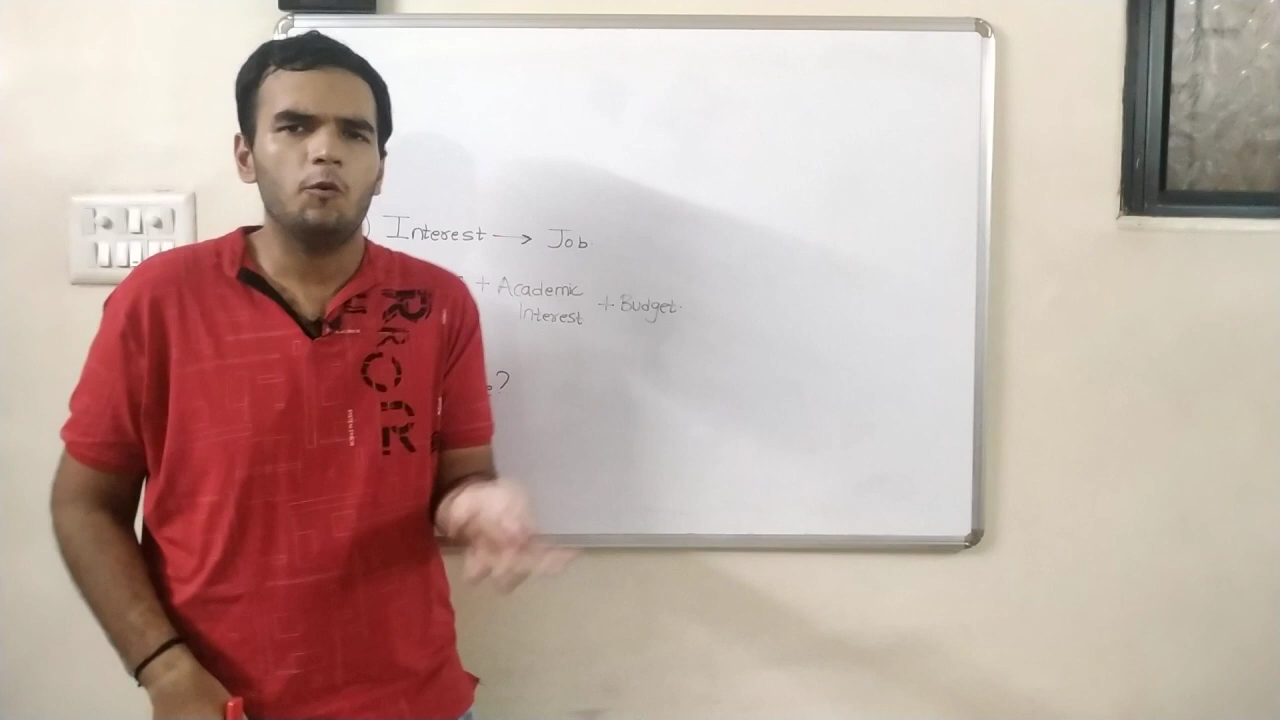 ) Interest → Job
+ Academic Interest + Budget.
?